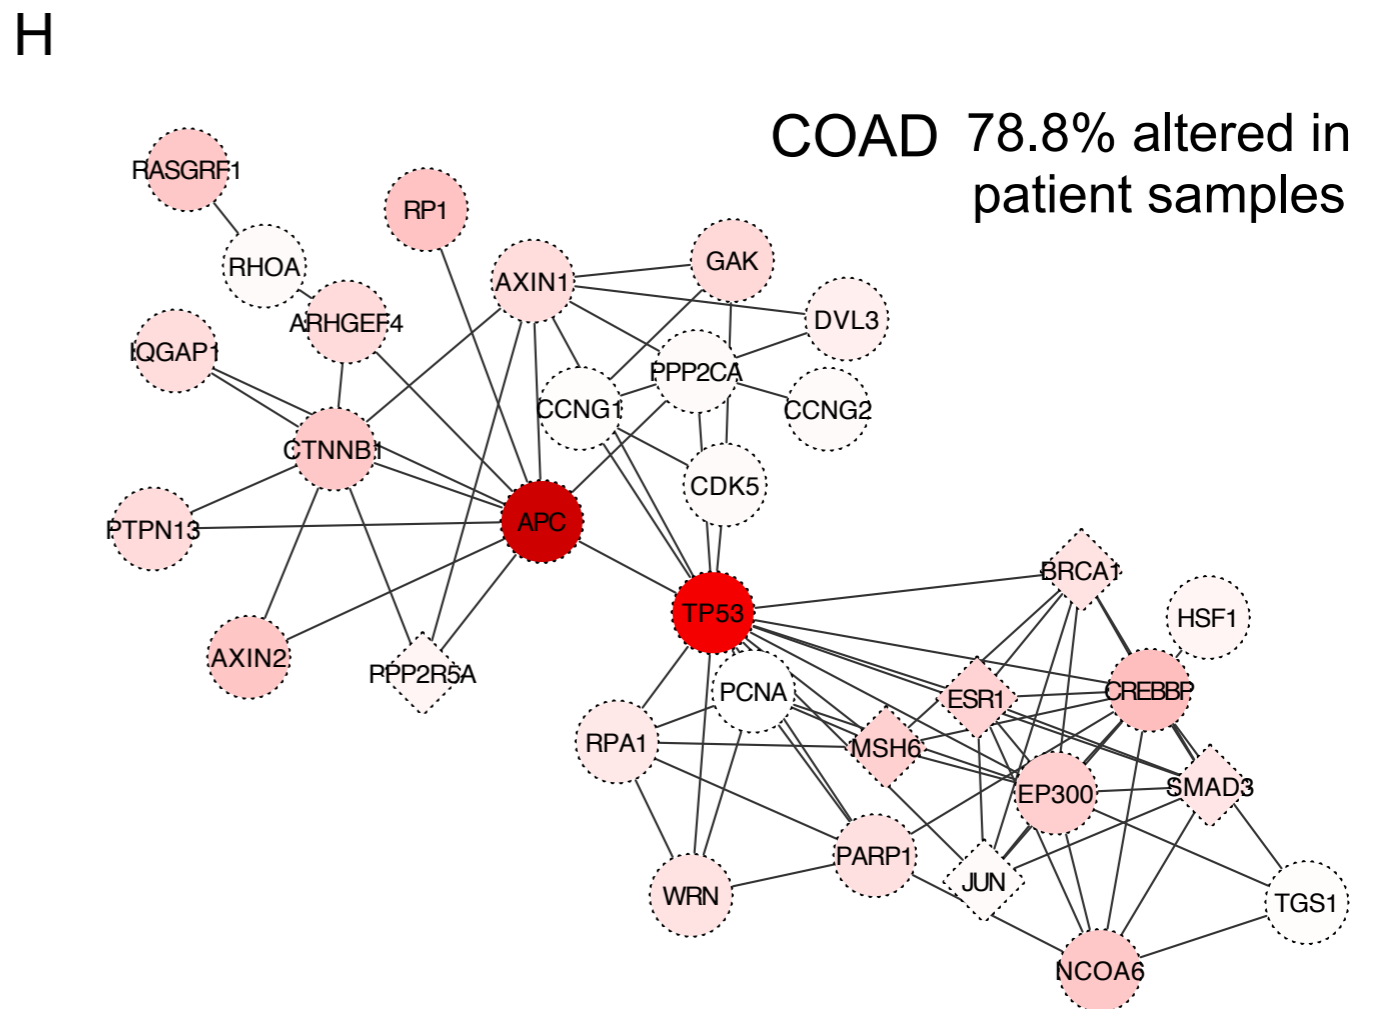 H
COAD 78.8% altered in
patient samples
RASGRF1
RP1
RHOA
GAK
AXIN1
DVL3
ARHGEF4
IQGAP1
PPP2CA
CCNG1
CCNG2
CTNNB1
CDK5
APC
PTPN13
BRCA1
TP53
HSF1
AXIN2
PPP2R5A
PCNA
ESR1
CREBBP
RPA1
MSH6
EP300
SMAD3
PARP1
JUN
WRN
TGS1
NCOA6